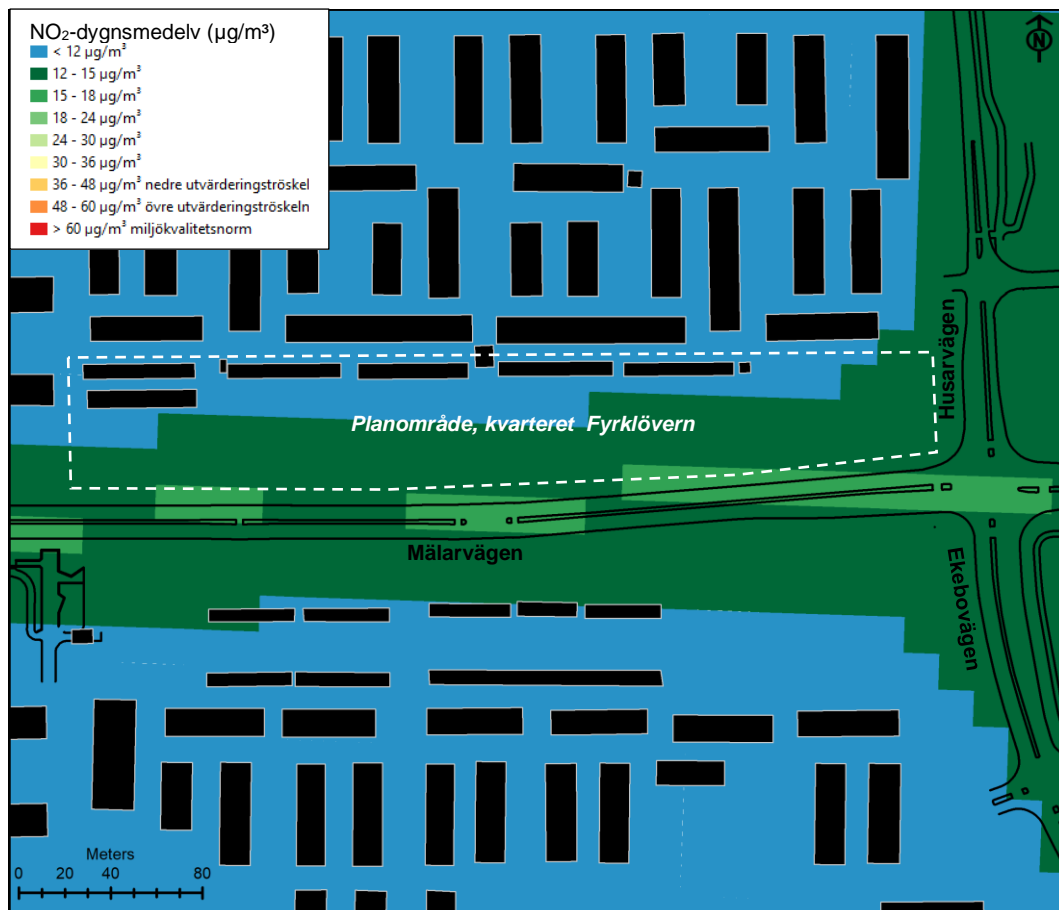 NO₂-dygnsmedelv (µg/m³)
< 12 µg/m³
12 - 15 µg/m³
15 - 18 µg/m³
18 - 24 µg/m³
24 - 30 µg/m³
30 - 36 µg/m³
36 - 48 µg/m³ nedre utvärderingströskel
48 - 60 µg/m³ övre utvärderingströskeln
> 60 µg/m³ miljökvalitetsnorm
N
Husarvägen
Planområde, kvarteret Fyrklövern
Mälarvägen
Ekebovägen
Meters
0 20 40 80